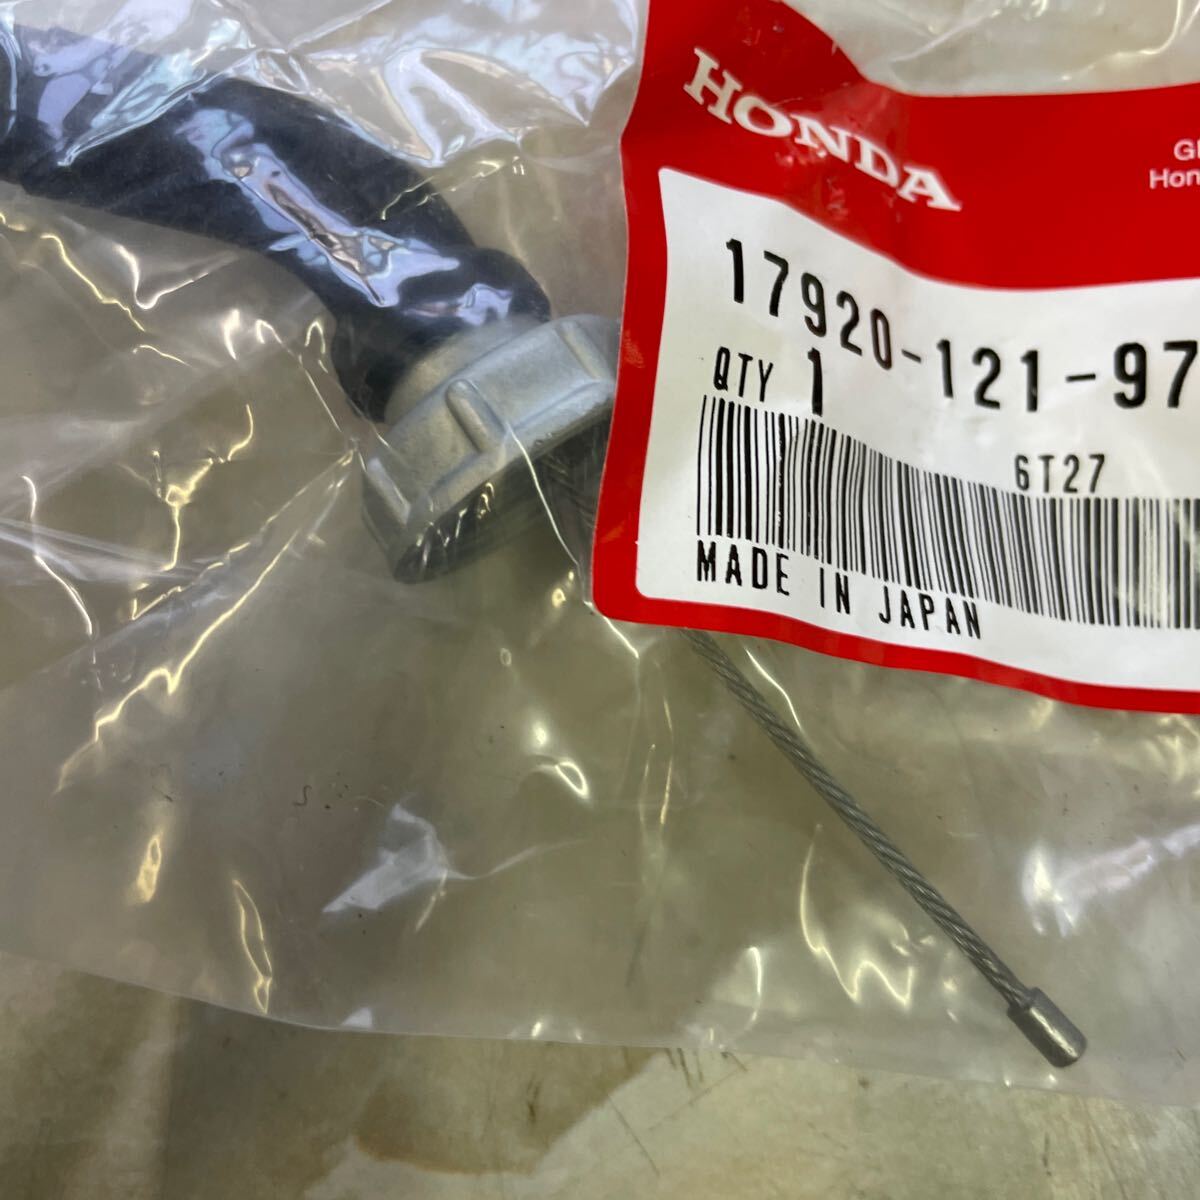 HONDA
17920-121-97
QTY 1
6T27
MADE IN JAPAN